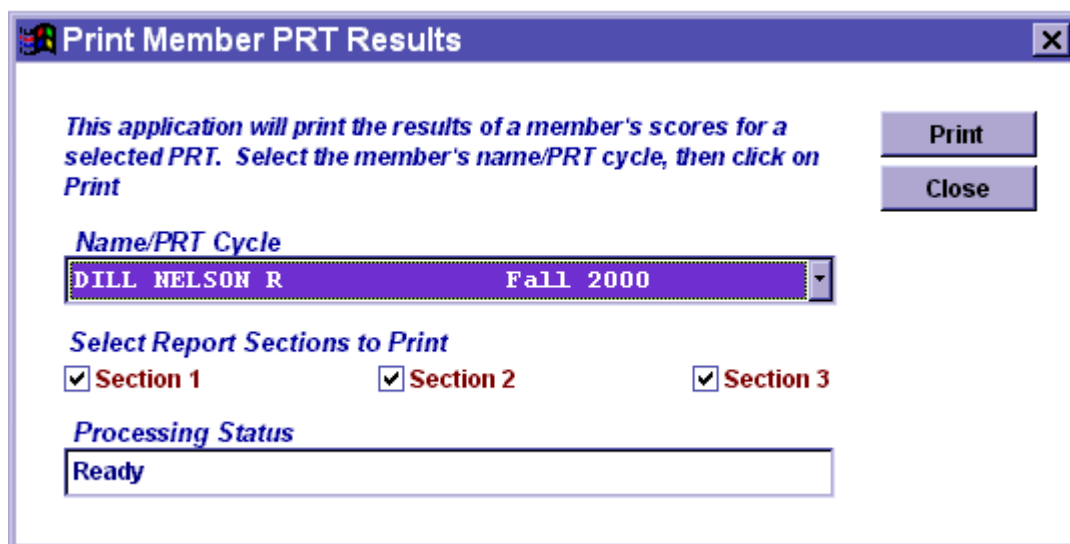 Print Member PRT Results
This application will print the results of a member's scores for a
selected PRT. Select the member's name/PRT cycle, then click on
Print
Print
Close
Name/PRT Cycle
DILL NELSON R Fall 2000
Select Report Sections to Print
Section 1 Section 2 Section 3
Processing Status
Ready